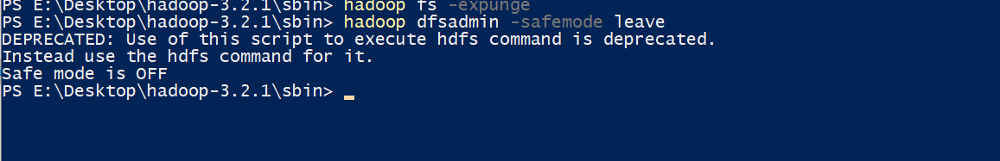 PS E:\Desktop\hadoop-3.2.1\sbin> hadoop fs -expunge
PS E:\Desktop\hadoop-3.2.1\sbin> hadoop dfsadmin -safemode leave
DEPRECATED: Use of this script to execute hdfs command is deprecated.
Instead use the hdfs command for it.
Safe mode is OFF
PS E:\Desktop\hadoop-3.2.1\sbin>